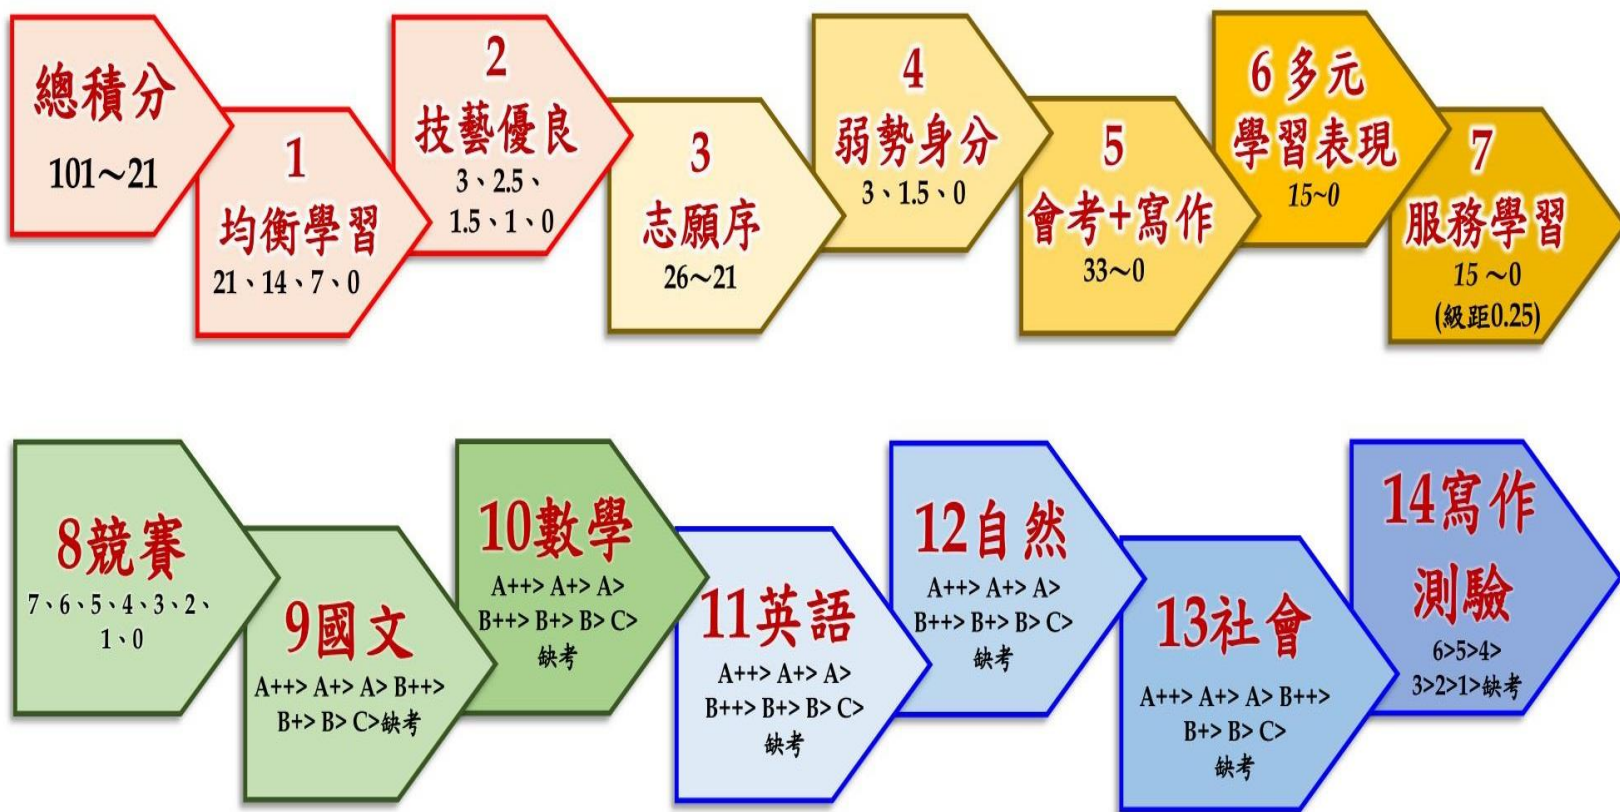 總積分
101～21
1
均衡學習
21、14、7、0
2
技藝優良
3、2.5、
1.5、1、0
3
志願序
26～21
4
弱勢身分
3、1.5、0
5
會考+寫作
33～0
6 多元
學習表現
15~0
7
服務學習
15 ～0
(級距0.25)
8競賽
7、6、5、4、3、2、
1、0
9國文
A++> A+> A> B++>
B+> B> C>缺考
10數學
A++> A+> A>
B++> B+> B> C>
缺考
11英語
A++> A+> A>
B++> B+> B> C>
缺考
12自然
A++> A+> A>
B++> B+> B> C>
缺考
13社會
A++> A+> A> B++>
B+> B> C>
缺考
14寫作
測驗
6>5>4>
3>2>1>缺考